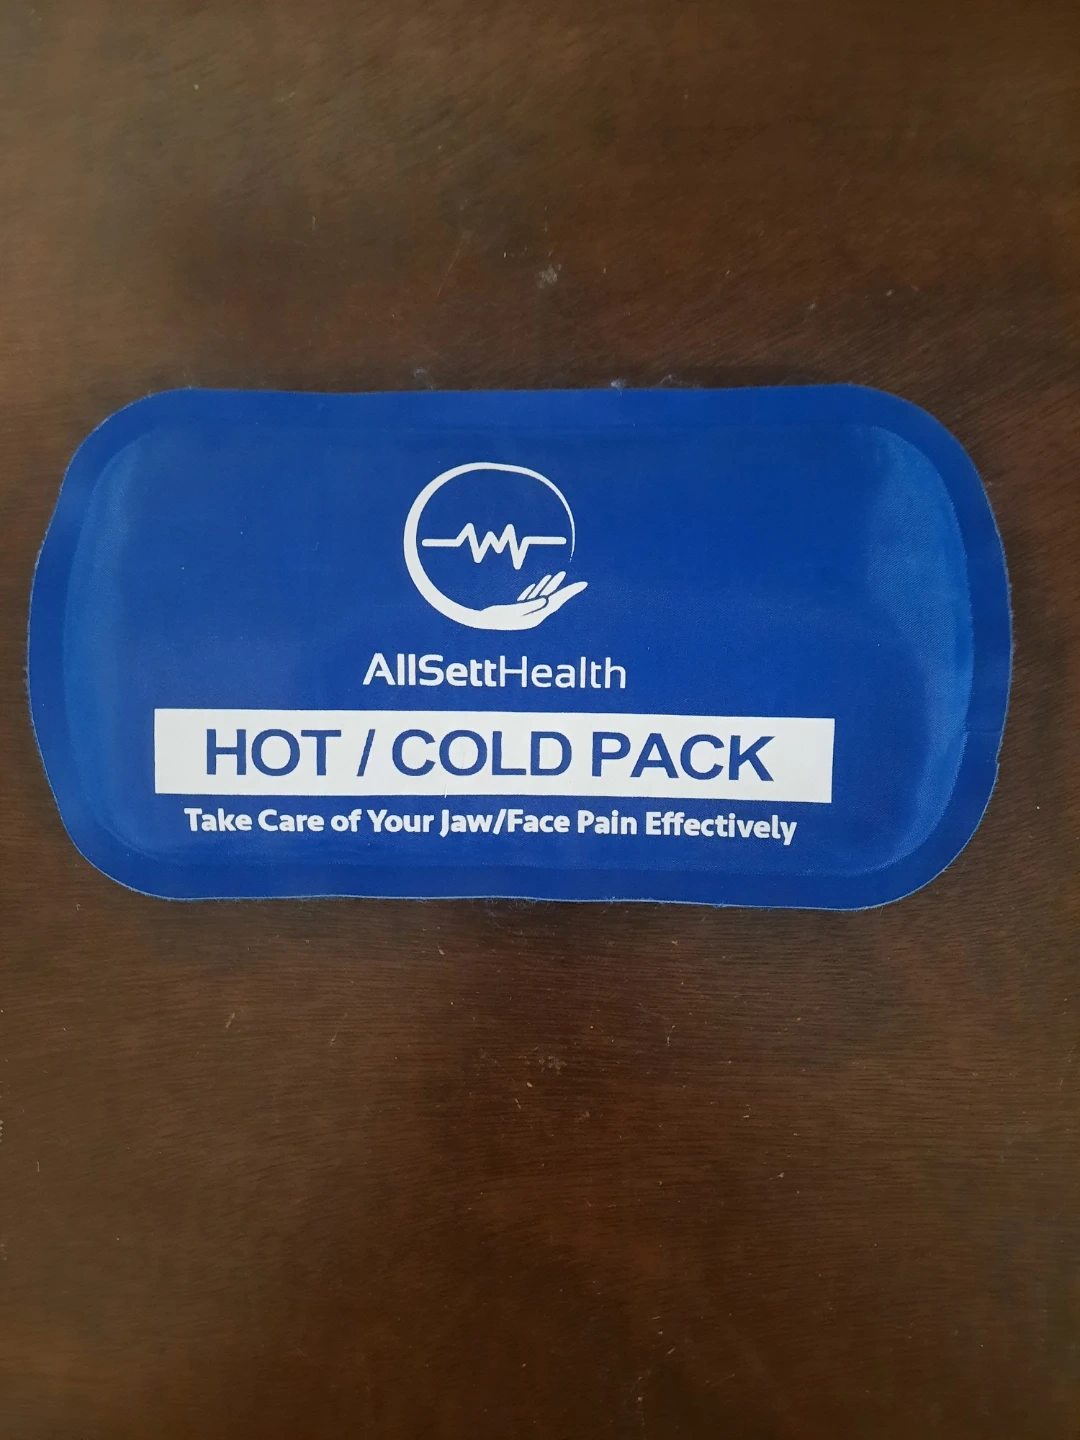 AllSettHealth
HOT / COLD PACK
Take Care of Your Jaw/Face Pain Effectively